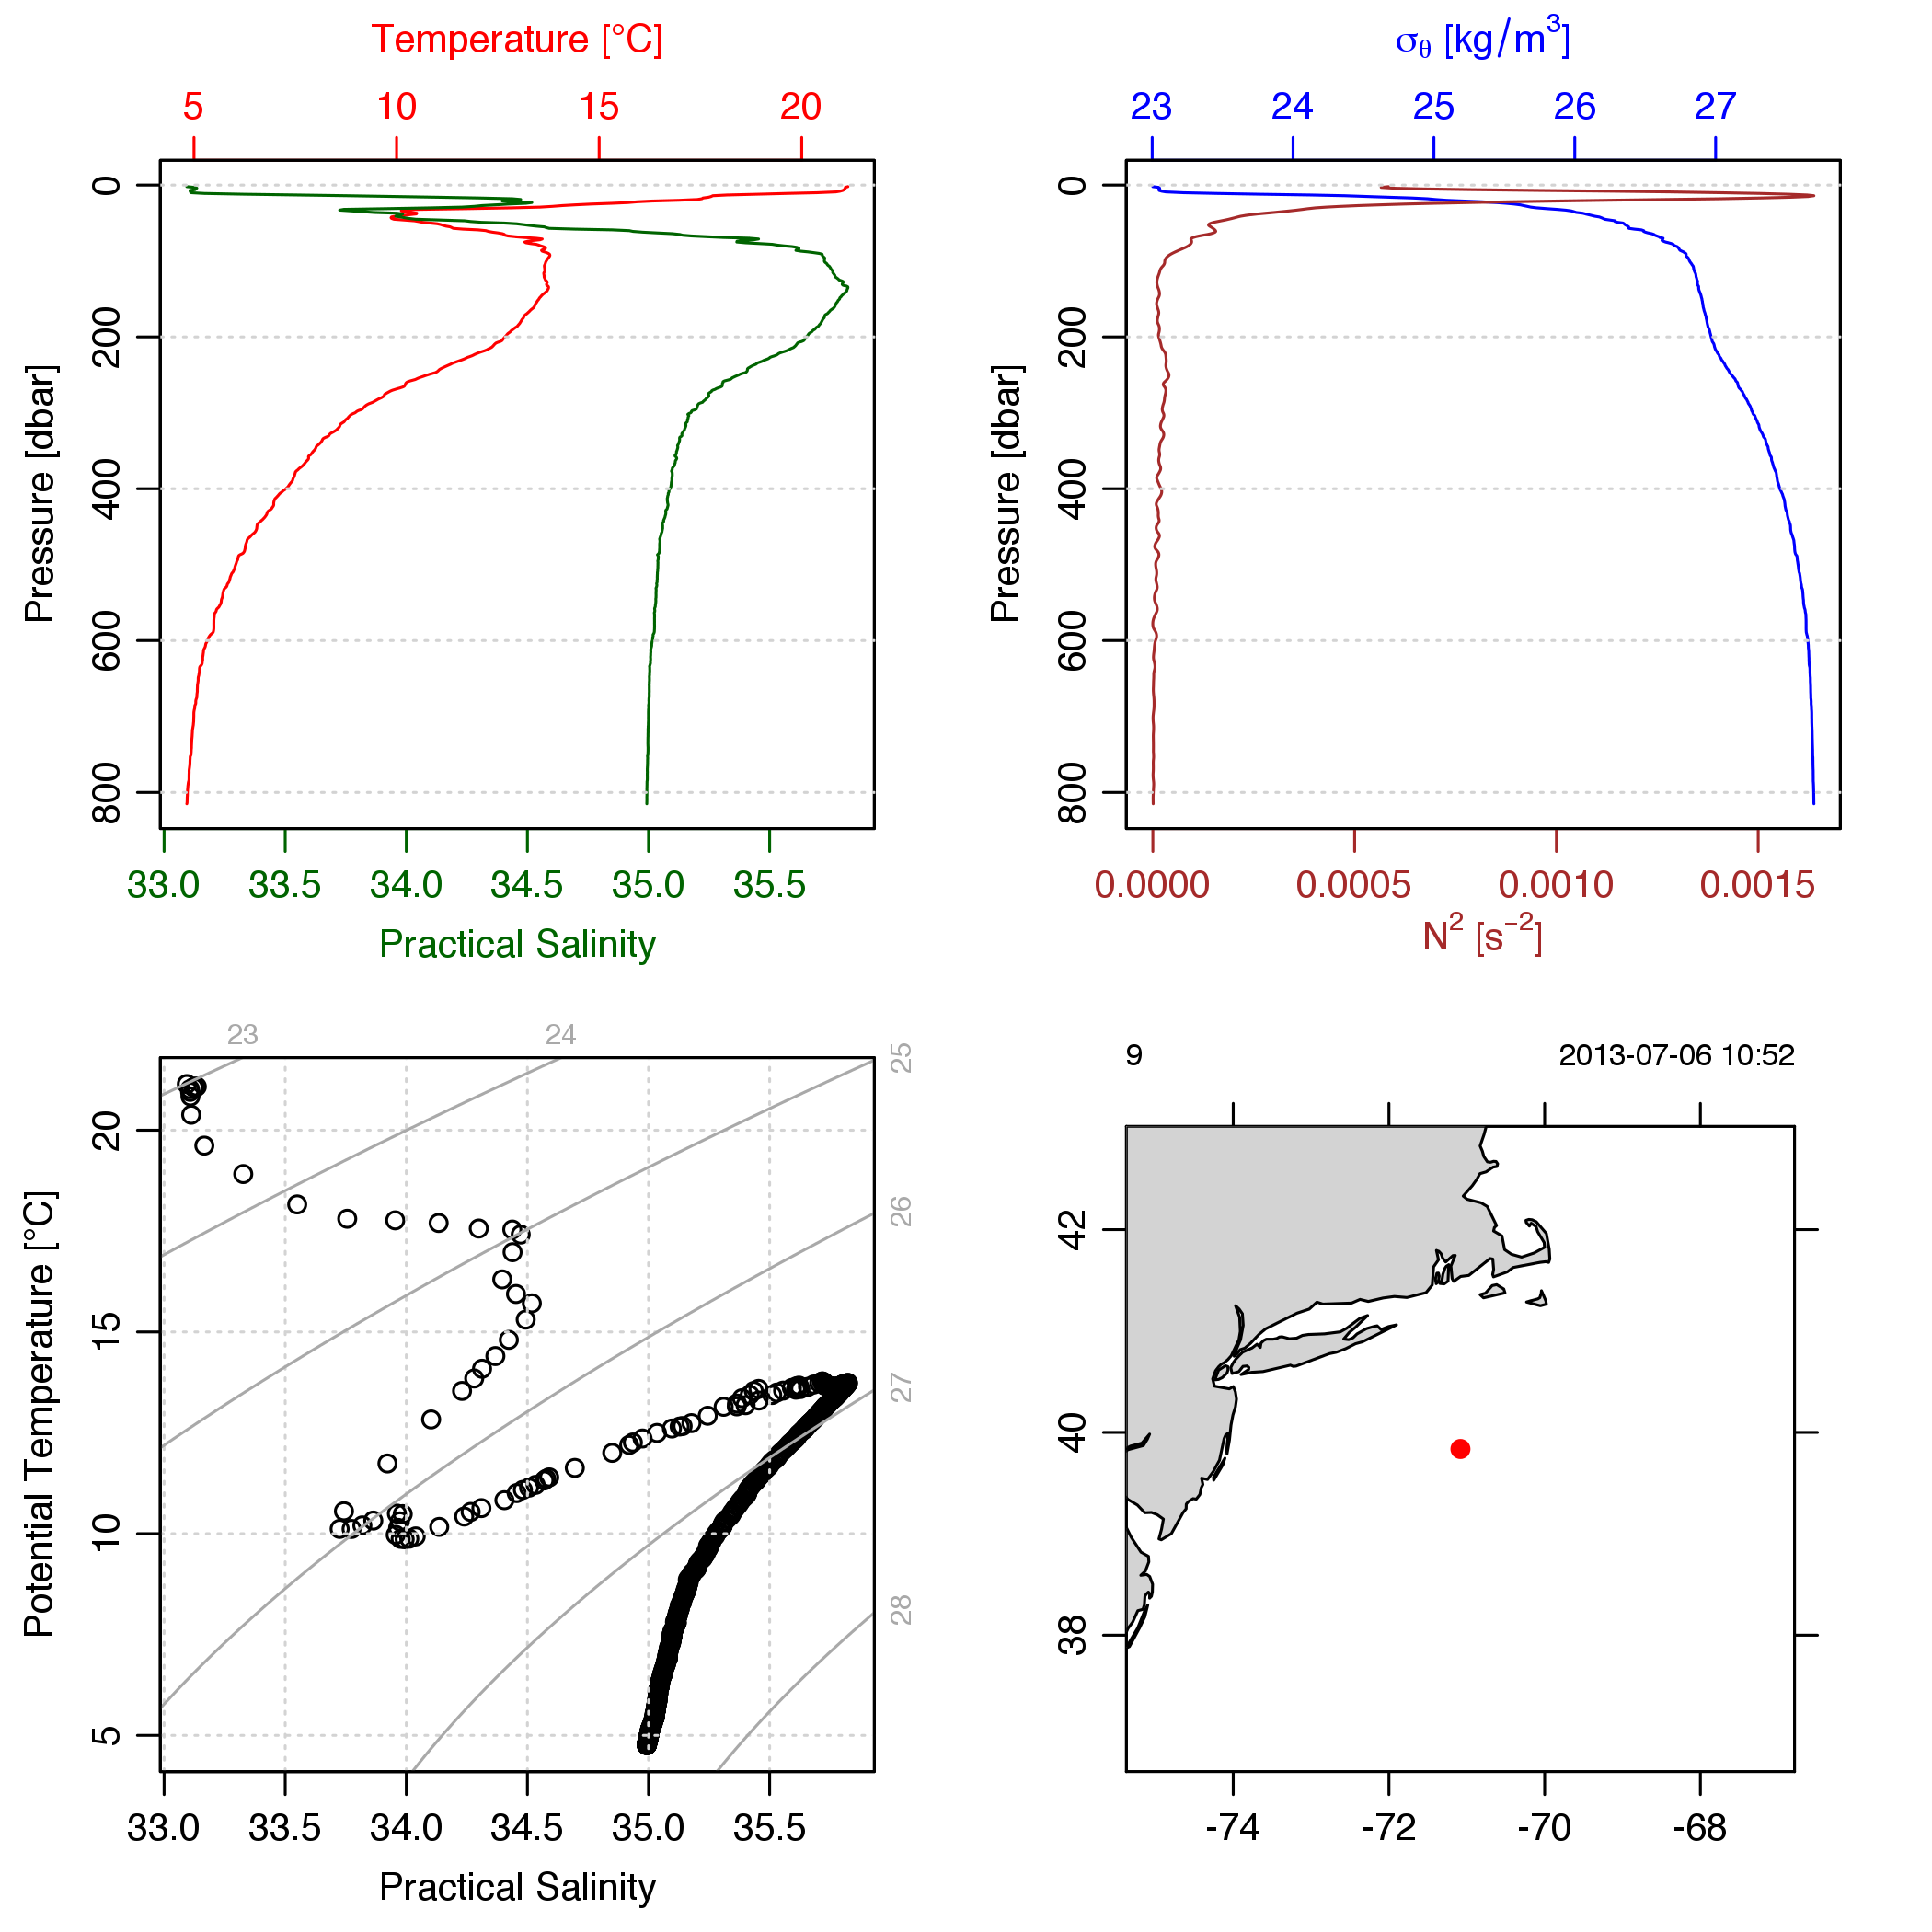 Temperature [°C]
5 10 15 20
Pressure [dbar]
0
200
400
600
800
33.0 33.5 34.0 34.5 35.0 35.5
Practical Salinity
σθ [kg/m³]
23 24 25 26 27
Pressure [dbar]
0
200
400
600
800
0.0000 0.0005 0.0010 0.0015
N² [s⁻²]
23 24
25
26
27
28
Potential Temperature [°C]
20
15
10
5
33.0 33.5 34.0 34.5 35.0 35.5
Practical Salinity
9 2013-07-06 10:52
42
40
38
-74 -72 -70 -68